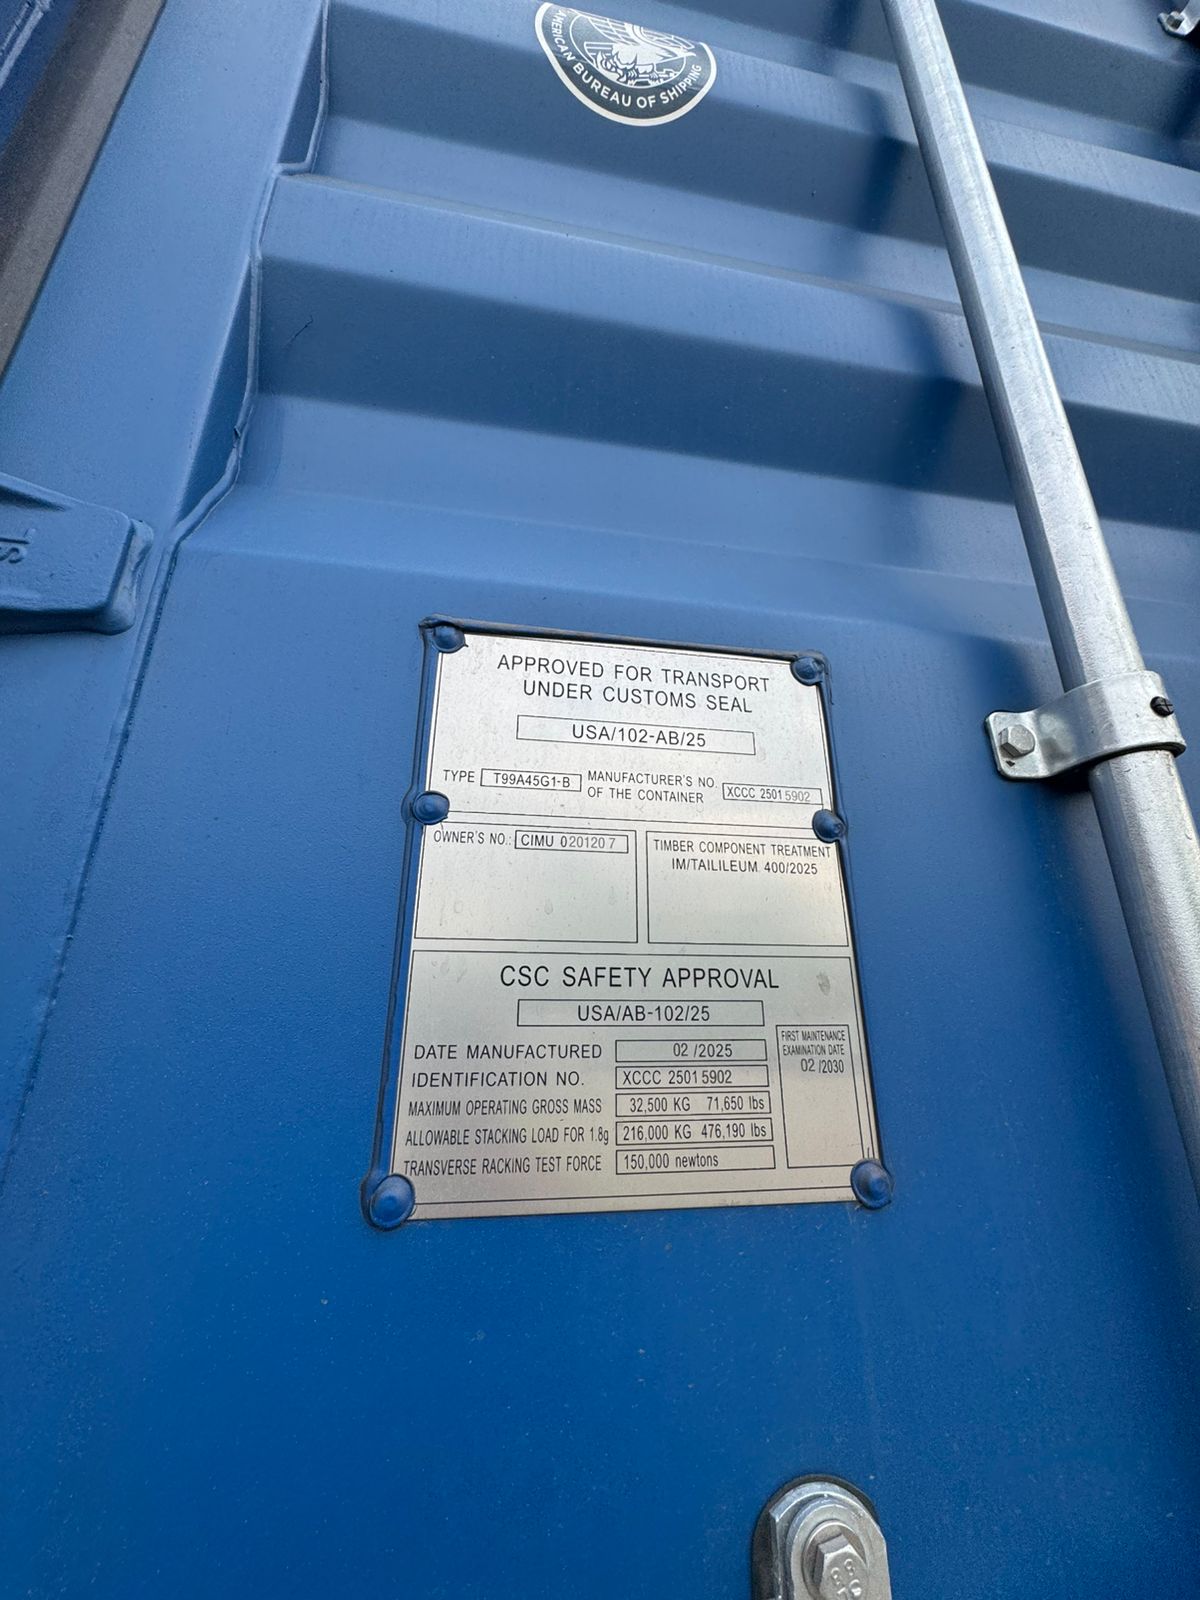 AMERICAN BUREAU OF SHIPPING
APPROVED FOR TRANSPORT
UNDER CUSTOMS SEAL
USA/102-AB/25
TYPE T99A45G1-B MANUFACTURER'S NO. OF THE CONTAINER XCCC 25015902
OWNER'S NO.: CIMU 020120 7
TIMBER COMPONENT TREATMENT
IM/TAILILEUM 400/2025
CSC SAFETY APPROVAL
USA/AB-102/25
DATE MANUFACTURED 02 /2025
IDENTIFICATION NO. XCCC 25015902
MAXIMUM OPERATING GROSS MASS 32,500 KG 71,650 lbs
ALLOWABLE STACKING LOAD FOR 1.8g 216,000 KG 476,190 lbs
TRANSVERSE RACKING TEST FORCE 150,000 newtons
FIRST MAINTENANCE
EXAMINATION DATE
02 /2030